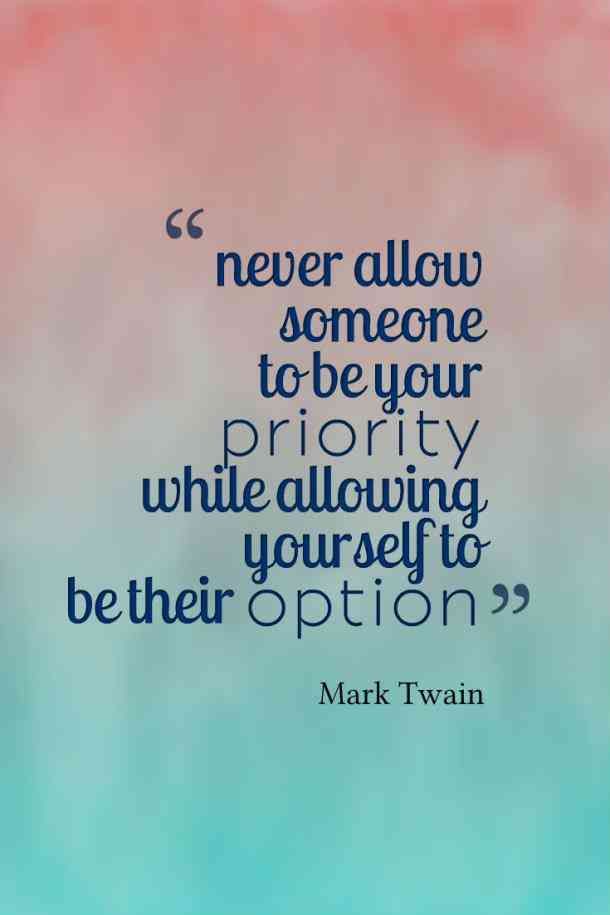 “ never allow
someone
to be your
priority
while allowing
yourself to
be their option ”
Mark Twain